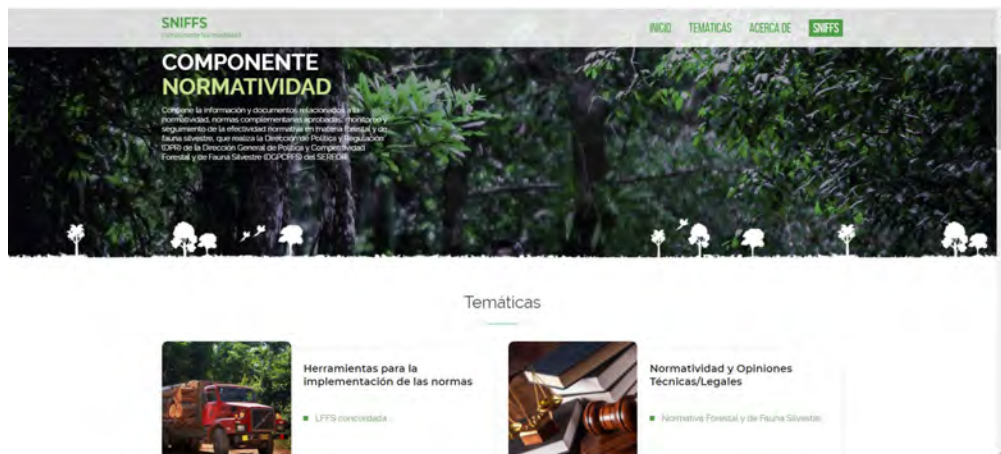 SNIFFS
Componente Normatividad
INICIO TEMÁTICAS ACERCA DE SNIFFS
COMPONENTE
NORMATIVIDAD
Contiene la información y documentos relacionados a la
normatividad, normas complementarias aprobadas, monitoreo y
seguimiento de la efectividad normativa en materia forestal y de
fauna silvestre, que realiza la Dirección de Política y Regulación
(DPR) de la Dirección General de Política y Competitividad
Forestal y de Fauna Silvestre (DGPCFFS) del SERFOR.
Temáticas
Herramientas para la
implementación de las normas
LFFS concordada
Normatividad y Opiniones
Técnicas/Legales
Normativa Forestal y de Fauna Silvestre